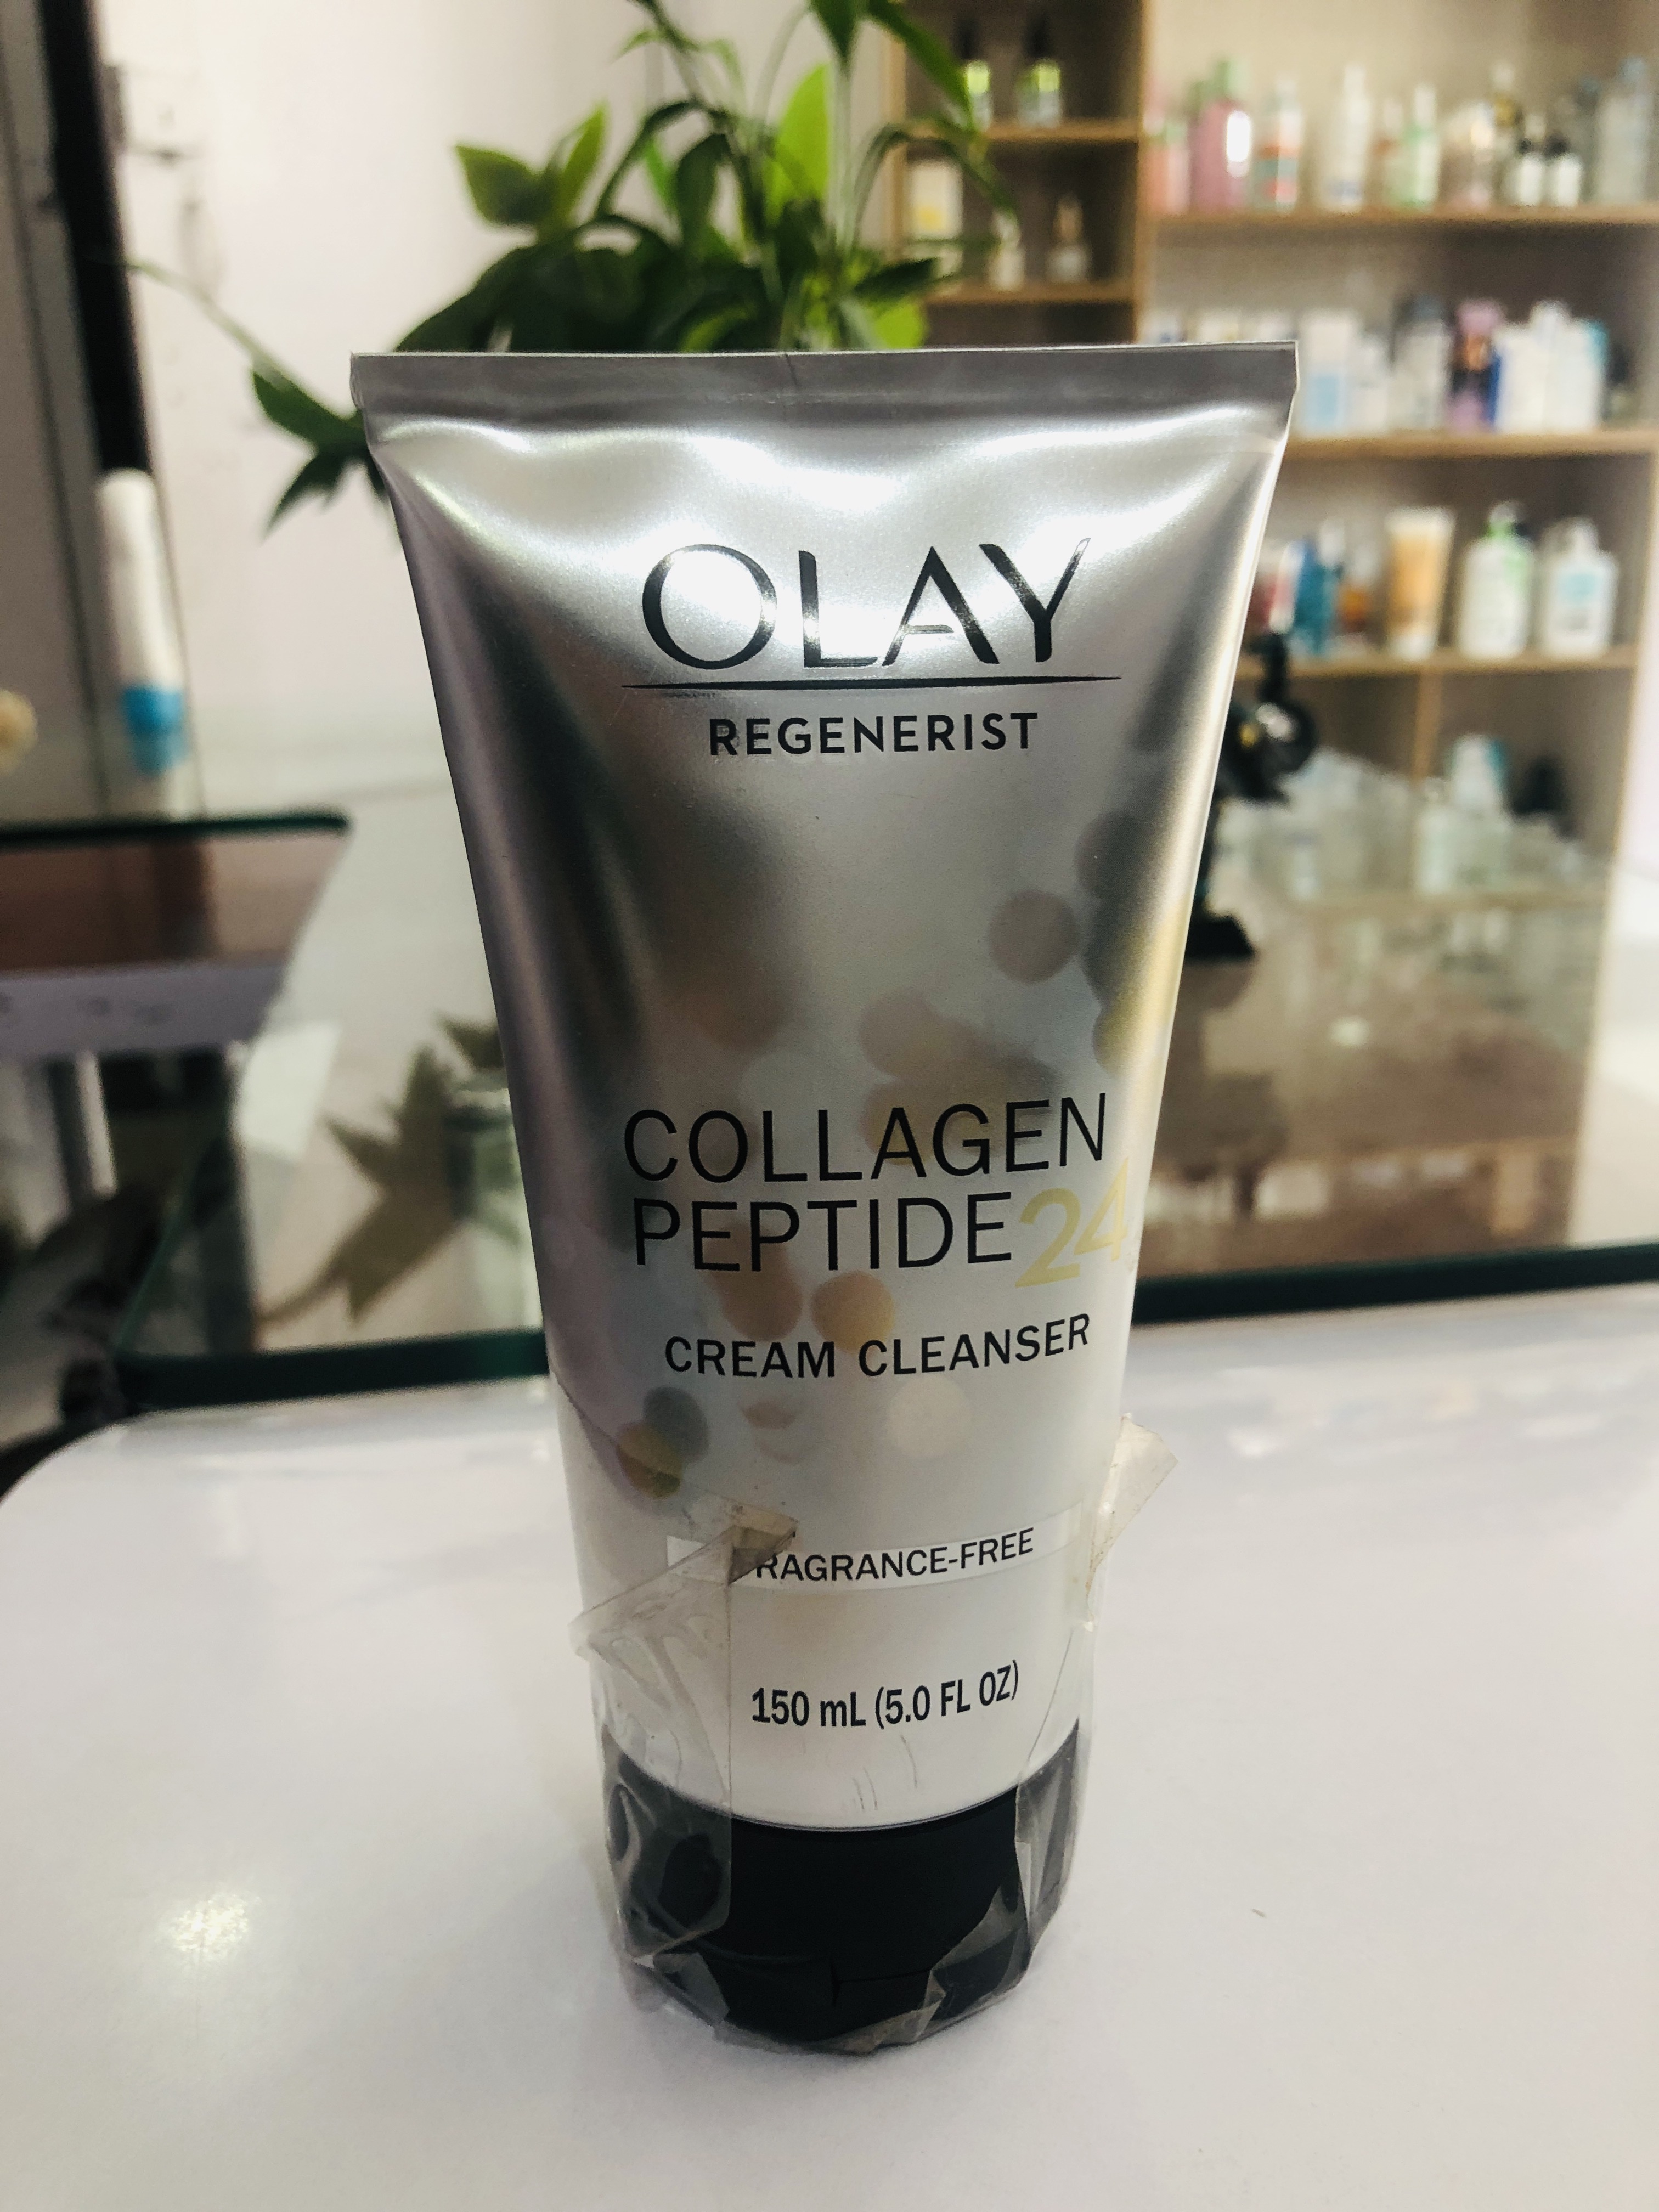 OLAY
REGENERIST
COLLAGEN
PEPTIDE24
CREAM CLEANSER
RAGRANCE-FREE
150 mL (5.0 FL OZ)